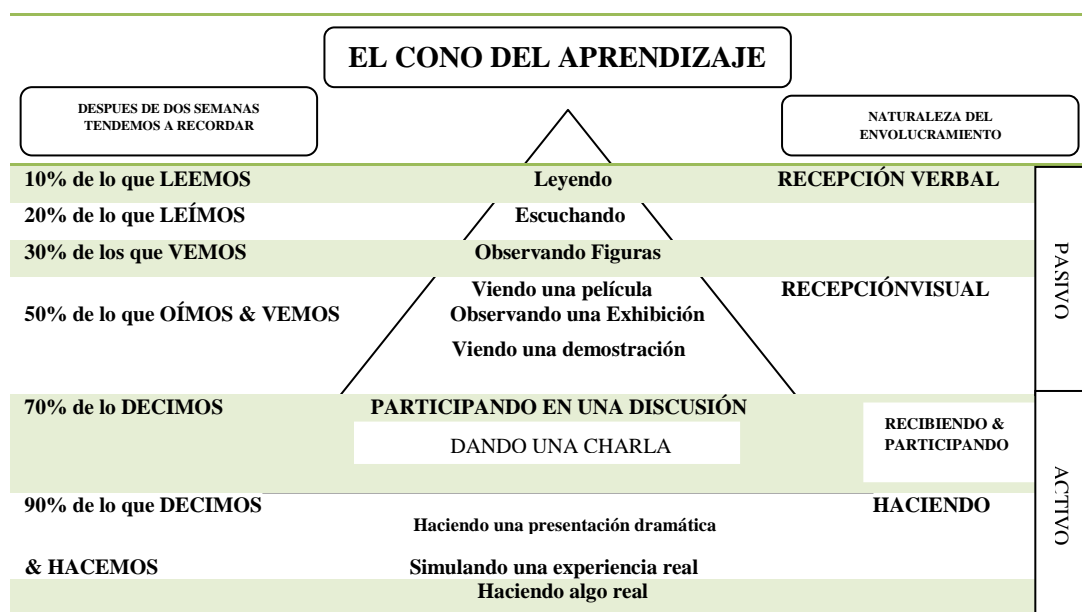 EL CONO DEL APRENDIZAJE
DESPUES DE DOS SEMANAS
TENDEMOS A RECORDAR
NATURALEZA DEL
ENVOLUCRAMIENTO
10% de lo que LEEMOS Leyendo RECEPCIÓN VERBAL
20% de lo que LEÍMOS Escuchando
30% de los que VEMOS Observando Figuras
Viendo una película RECEPCIÓNVISUAL
50% de lo que OÍMOS & VEMOS Observando una Exhibición
Viendo una demostración
PASIVO
70% de lo DECIMOS PARTICIPANDO EN UNA DISCUSIÓN
DANDO UNA CHARLA
RECIBIENDO &
PARTICIPANDO
90% de lo que DECIMOS HACIENDO
Haciendo una presentación dramática
& HACEMOS Simulando una experiencia real
Haciendo algo real
ACTIVO